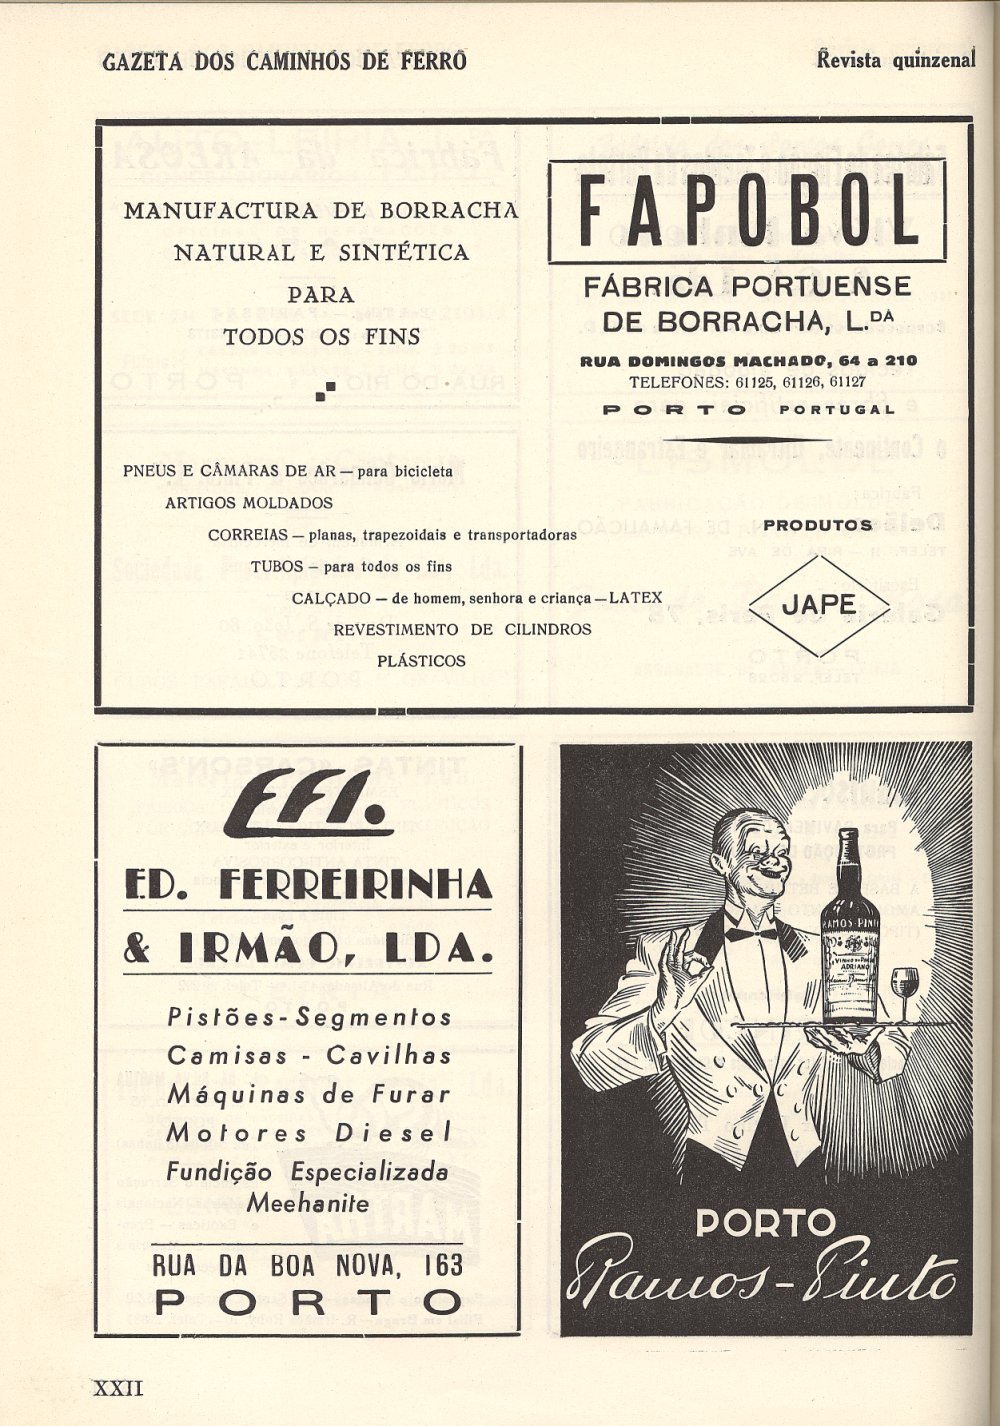 GAZETA DOS CAMINHOS DE FERRO
Revista quinzenal
MANUFACTURA DE BORRACHA
NATURAL E SINTÉTICA
PARA
TODOS OS FINS
FAPOBOL
FÁBRICA PORTUENSE
DE BORRACHA, L.DA
RUA DOMINGOS MACHADO, 64 a 210
TELEFONES: 61125, 61126, 61127
PORTO PORTUGAL
PNEUS E CÂMARAS DE AR — para bicicleta
ARTIGOS MOLDADOS
CORREIAS — planas, trapezoidais e transportadoras
TUBOS — para todos os fins
CALÇADO — de homem, senhora e criança — LATEX
REVESTIMENTO DE CILINDROS
PLÁSTICOS
PRODUTOS
JAPE
EFI.
ED. FERREIRINHA
& IRMÃO, LDA.
Pistões-Segmentos
Camisas - Cavilhas
Máquinas de Furar
Motores Diesel
Fundição Especializada
Meehanite
RUA DA BOA NOVA, 163
PORTO
RAMOS-PINTO
VINHO DO PORTO
ADRIANO
PORTO
Ramos-Pinto
XXII